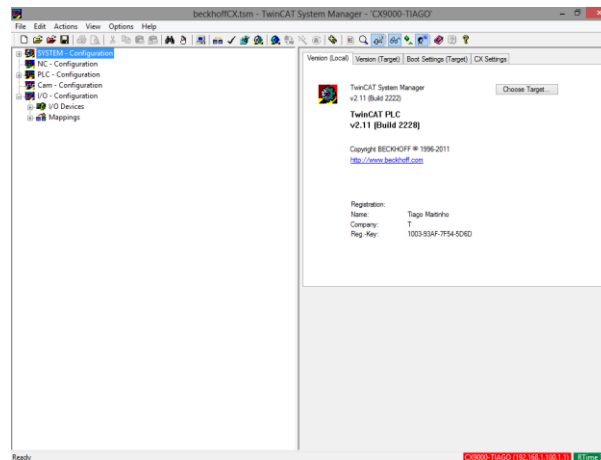 beckhoffCX.tsm - TwinCAT System Manager - 'CX9000-TIAGO'
File Edit Actions View Options Help
SYSTEM - Configuration
NC - Configuration
PLC - Configuration
Cam - Configuration
I/O - Configuration
I/O Devices
Mappings
Version (Local) Version (Target) Boot Settings (Target) CX Settings
TwinCAT System Manager
v2.11 (Build 2222)
Choose Target...
TwinCAT PLC
v2.11 (Build 2228)
Copyright BECKHOFF ® 1996-2011
http://www.beckhoff.com
Registration:
Name: Tiago Martinho
Company: T
Reg.-Key: 1003-93AF-7F54-5D6D
Ready
CX9000-TIAGO (192.168.1.100.1.1) RTime